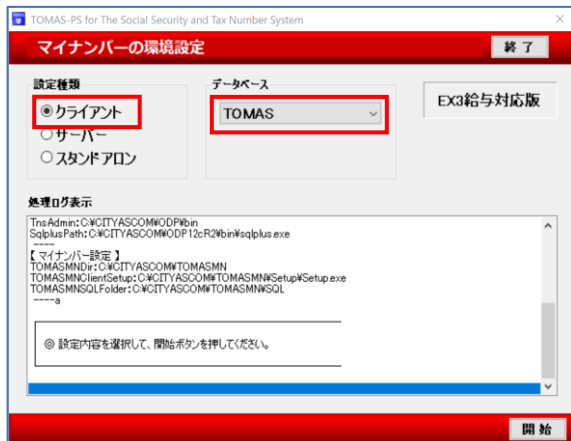 TOMAS-PS for The Social Security and Tax Number System
マイナンバーの環境設定
終了
設定種類
データベース
クライアント
サーバー
スタンドアロン
TOMAS
EX3給与対応版
処理ログ表示
TnsAdmin:C:¥CITYASCOM¥ODP¥bin
SqlplusPath:C:¥CITYASCOM¥ODP12cR2¥bin¥sqlplus.exe
----
【 マイナンバー設定 】
TOMASMNDir:C:¥CITYASCOM¥TOMASMN
TOMASMNClientSetup:C:¥CITYASCOM¥TOMASMN¥Setup¥Setup.exe
TOMASMNSQLFolder:C:¥CITYASCOM¥TOMASMN¥SQL
----a
◎ 設定内容を選択して、開始ボタンを押してください。
開始